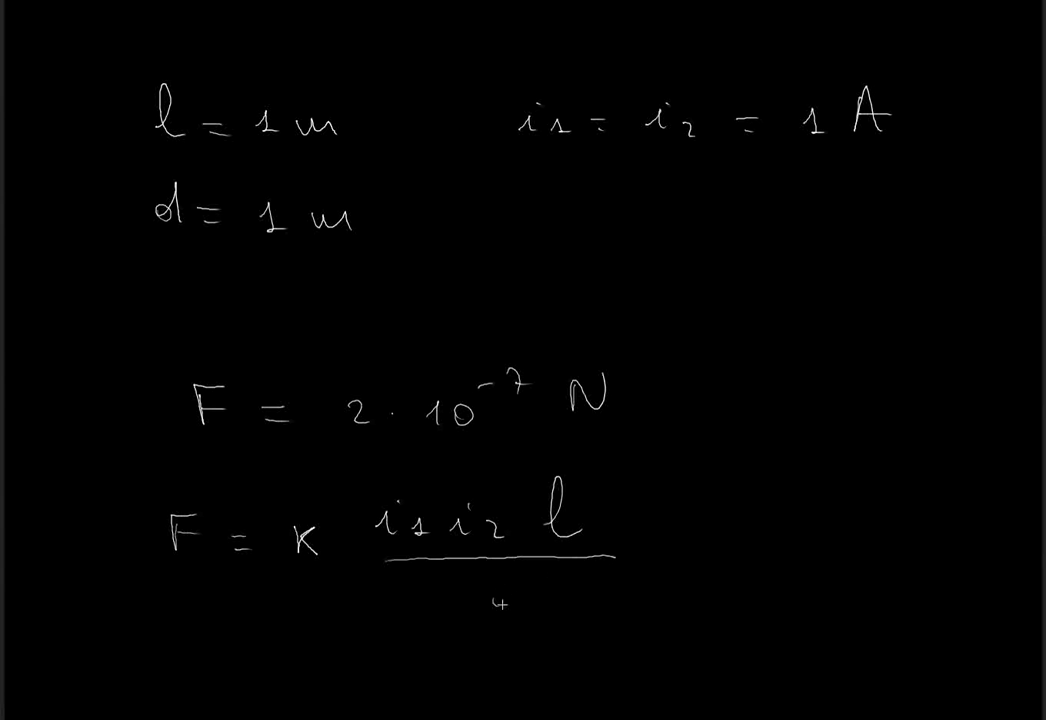 l = 1 m i1 = i2 = 1 A
d = 1 m
F = 2 · 10⁻⁷ N
F = K i1 i2 l